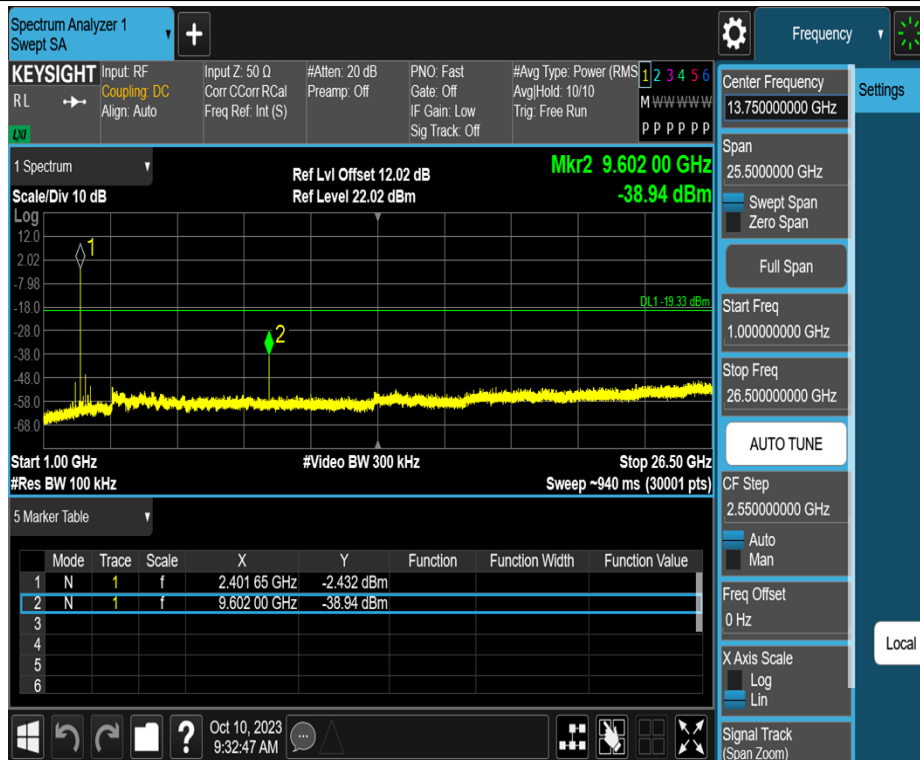 Spectrum Analyzer 1
Swept SA
+
Frequency
KEYSIGHT
R L
LXI
Input: RF
Coupling: DC
Align: Auto
Input Z: 50 Ω
Corr CCorr RCal
Freq Ref: Int (S)
#Atten: 20 dB
Preamp: Off
PNO: Fast
Gate: Off
IF Gain: Low
Sig Track: Off
#Avg Type: Power (RMS
Avg|Hold: 10/10
Trig: Free Run
1 2 3 4 5 6
M W W W W W
P P P P P P
1 Spectrum
Scale/Div 10 dB
Ref Lvl Offset 12.02 dB
Ref Level 22.02 dBm
Mkr2 9.602 00 GHz
-38.94 dBm
Log
12.0
2.02
-7.98
-18.0
-28.0
-38.0
-48.0
-58.0
-68.0
1
2
DL1 -19.33 dBm
Start 1.00 GHz
#Res BW 100 kHz
#Video BW 300 kHz
Stop 26.50 GHz
Sweep ~940 ms (30001 pts)
5 Marker Table
Mode Trace Scale X Y Function Function Width Function Value
1 N 1 f 2.401 65 GHz -2.432 dBm
2 N 1 f 9.602 00 GHz -38.94 dBm
3
4
5
6
Oct 10, 2023
9:32:47 AM
?
Center Frequency
13.750000000 GHz
Span
25.5000000 GHz
Swept Span
Zero Span
Full Span
Start Freq
1.000000000 GHz
Stop Freq
26.500000000 GHz
AUTO TUNE
CF Step
2.550000000 GHz
Auto
Man
Freq Offset
0 Hz
X Axis Scale
Log
Lin
Signal Track
(Span Zoom)
Settings
Local